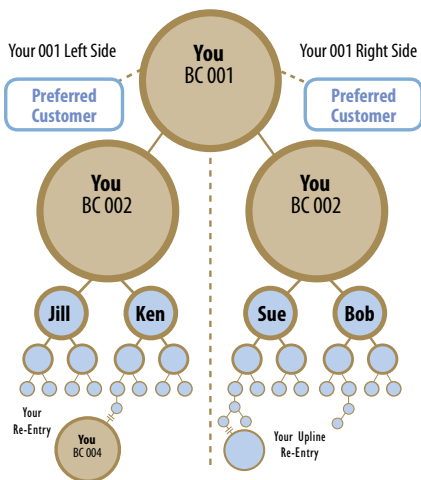 Your 001 Left Side
You
BC 001
Your 001 Right Side
Preferred
Customer
Preferred
Customer
You
BC 002
You
BC 002
Jill
Ken
Sue
Bob
Your
Re-Entry
You
BC 004
Your Upline
Re-Entry